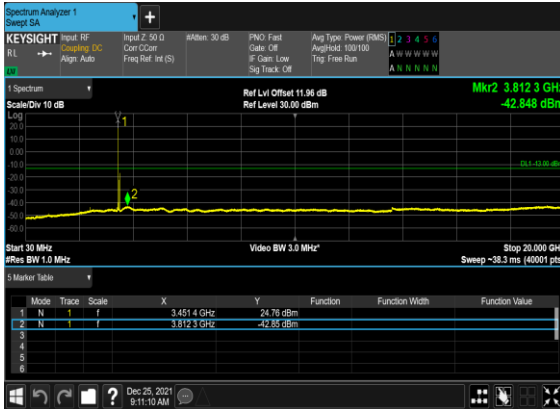 Spectrum Analyzer 1
Swept SA
+
KEYSIGHT Input: RF Input Z: 50 Ω #Atten: 30 dB PNO: Fast Avg Type: Power (RMS) 1 2 3 4 5 6
RL Coupling: DC Corr CCorr Gate: Off Avg|Hold: 100/100 A W W W W W
Align: Auto Freq Ref: Int (S) IF Gain: Low Trig: Free Run
Sig Track: Off A N N N N N
1 Spectrum Ref Lvl Offset 11.96 dB Mkr2 3.812 3 GHz
Scale/Div 10 dB Ref Level 30.00 dBm -42.848 dBm
Log
1
20.0
10.0
0.00
-10.0 DL1 -13.00 dBm
-20.0
-30.0
2
-40.0
-50.0
-60.0
Start 30 MHz Video BW 3.0 MHz* Stop 20.000 GHz
#Res BW 1.0 MHz Sweep ~38.3 ms (40001 pts)
5 Marker Table
Mode Trace Scale X Y Function Function Width Function Value
1 N 1 f 3.451 4 GHz 24.76 dBm
2 N 1 f 3.812 3 GHz -42.85 dBm
3
4
5
6
? Dec 25, 2021
9:11:10 AM